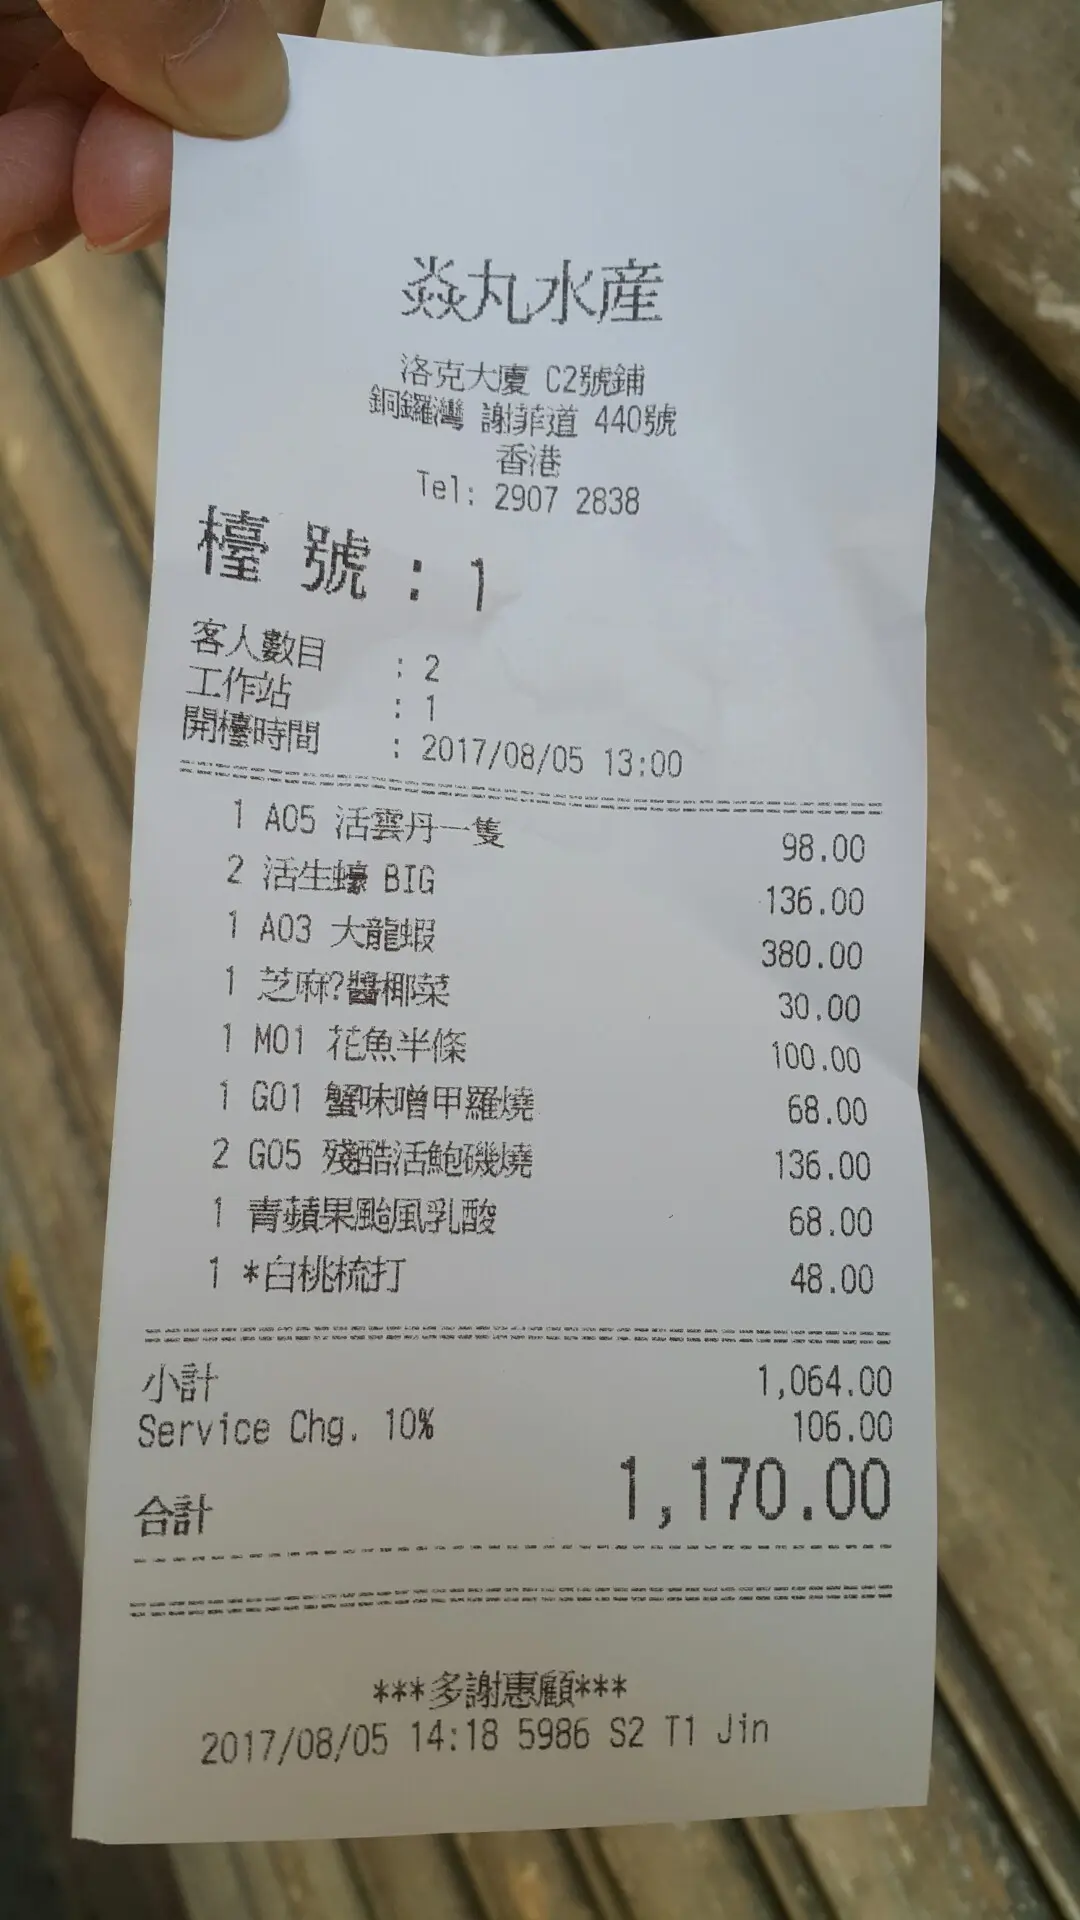 焱丸水産
洛克大廈 C2號鋪
銅鑼灣 謝菲道 440號
香港
Tel: 2907 2838
檯 號 : 1
客人數目 : 2
工作站 : 1
開檯時間 : 2017/08/05 13:00
1 A05 活雲丹一隻 98.00
2 活生蠔 BIG 136.00
1 A03 大龍蝦 380.00
1 芝麻?醬椰菜 30.00
1 M01 花魚半條 100.00
1 G01 蟹味噌甲羅燒 68.00
2 G05 殘酷活鮑磯燒 136.00
1 青蘋果颱風乳酸 68.00
1 *白桃梳打 48.00
小計 1,064.00
Service Chg. 10% 106.00
合計 1,170.00
***多謝惠顧***
2017/08/05 14:18 5986 S2 T1 Jin